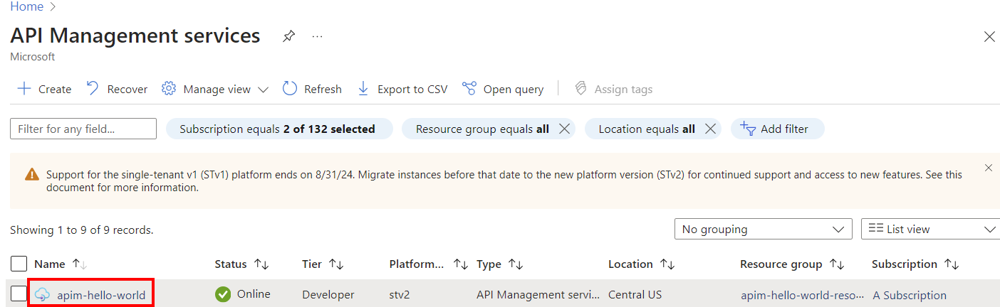 Home
API Management services
Microsoft
Create Recover Manage view Refresh Export to CSV Open query Assign tags
Filter for any field... Subscription equals 2 of 132 selected Resource group equals all Location equals all Add filter
Support for the single-tenant v1 (STv1) platform ends on 8/31/24. Migrate instances before that date to the new platform version (STv2) for continued support and access to new features. See this
document for more information.
Showing 1 to 9 of 9 records. No grouping List view
Name Status Tier Platform... Type Location Resource group Subscription
apim-hello-world Online Developer stv2 API Management servi... Central US apim-hello-world-reso... A Subscription